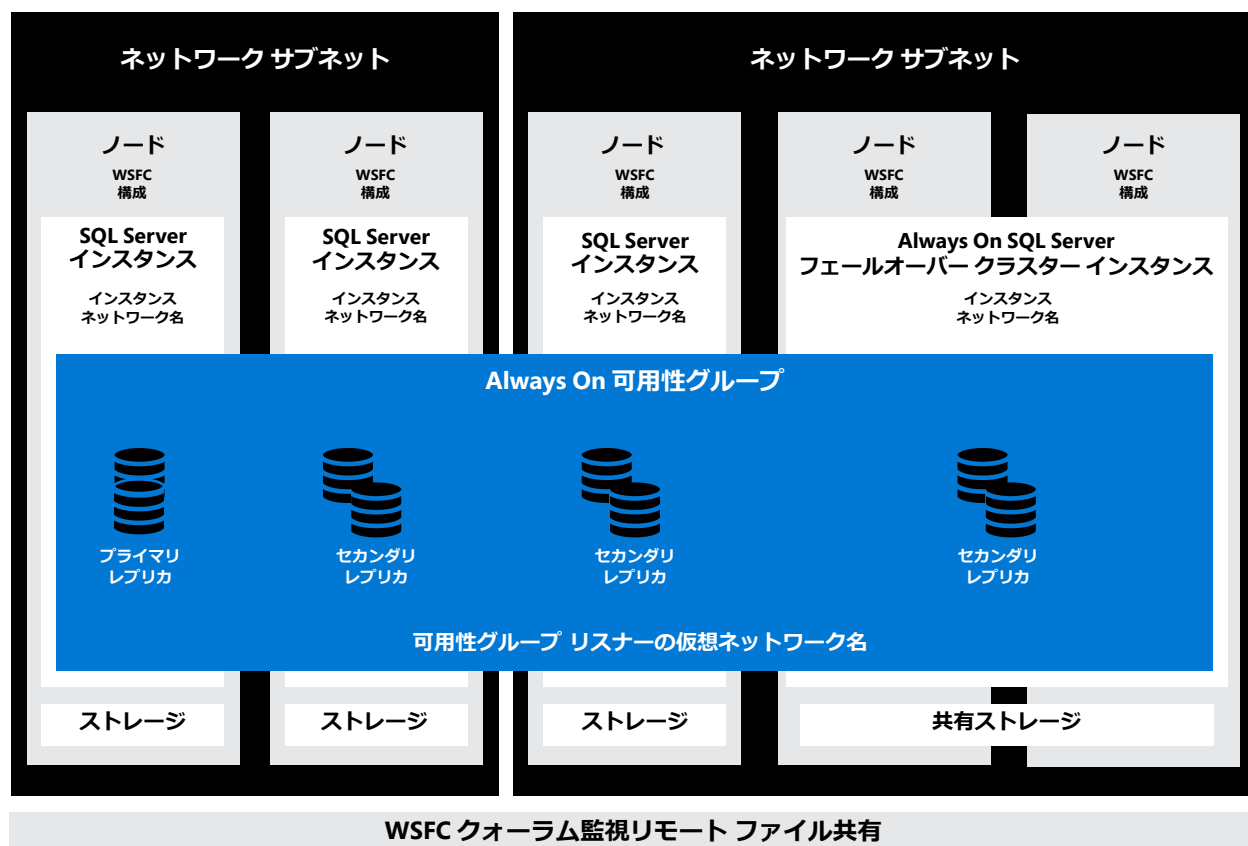 ネットワーク サブネット
ネットワーク サブネット
ノード
WSFC
構成
ノード
WSFC
構成
ノード
WSFC
構成
ノード
WSFC
構成
ノード
WSFC
構成
SQL Server
インスタンス
インスタンス
ネットワーク名
SQL Server
インスタンス
インスタンス
ネットワーク名
SQL Server
インスタンス
インスタンス
ネットワーク名
Always On SQL Server
フェールオーバー クラスター インスタンス
インスタンス
ネットワーク名
Always On 可用性グループ
プライマリ
レプリカ
セカンダリ
レプリカ
セカンダリ
レプリカ
セカンダリ
レプリカ
可用性グループ リスナーの仮想ネットワーク名
ストレージ
ストレージ
ストレージ
共有ストレージ
WSFC クォーラム監視リモート ファイル共有